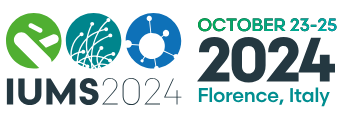 IUMS2024
OCTOBER 23-25
2024
Florence, Italy